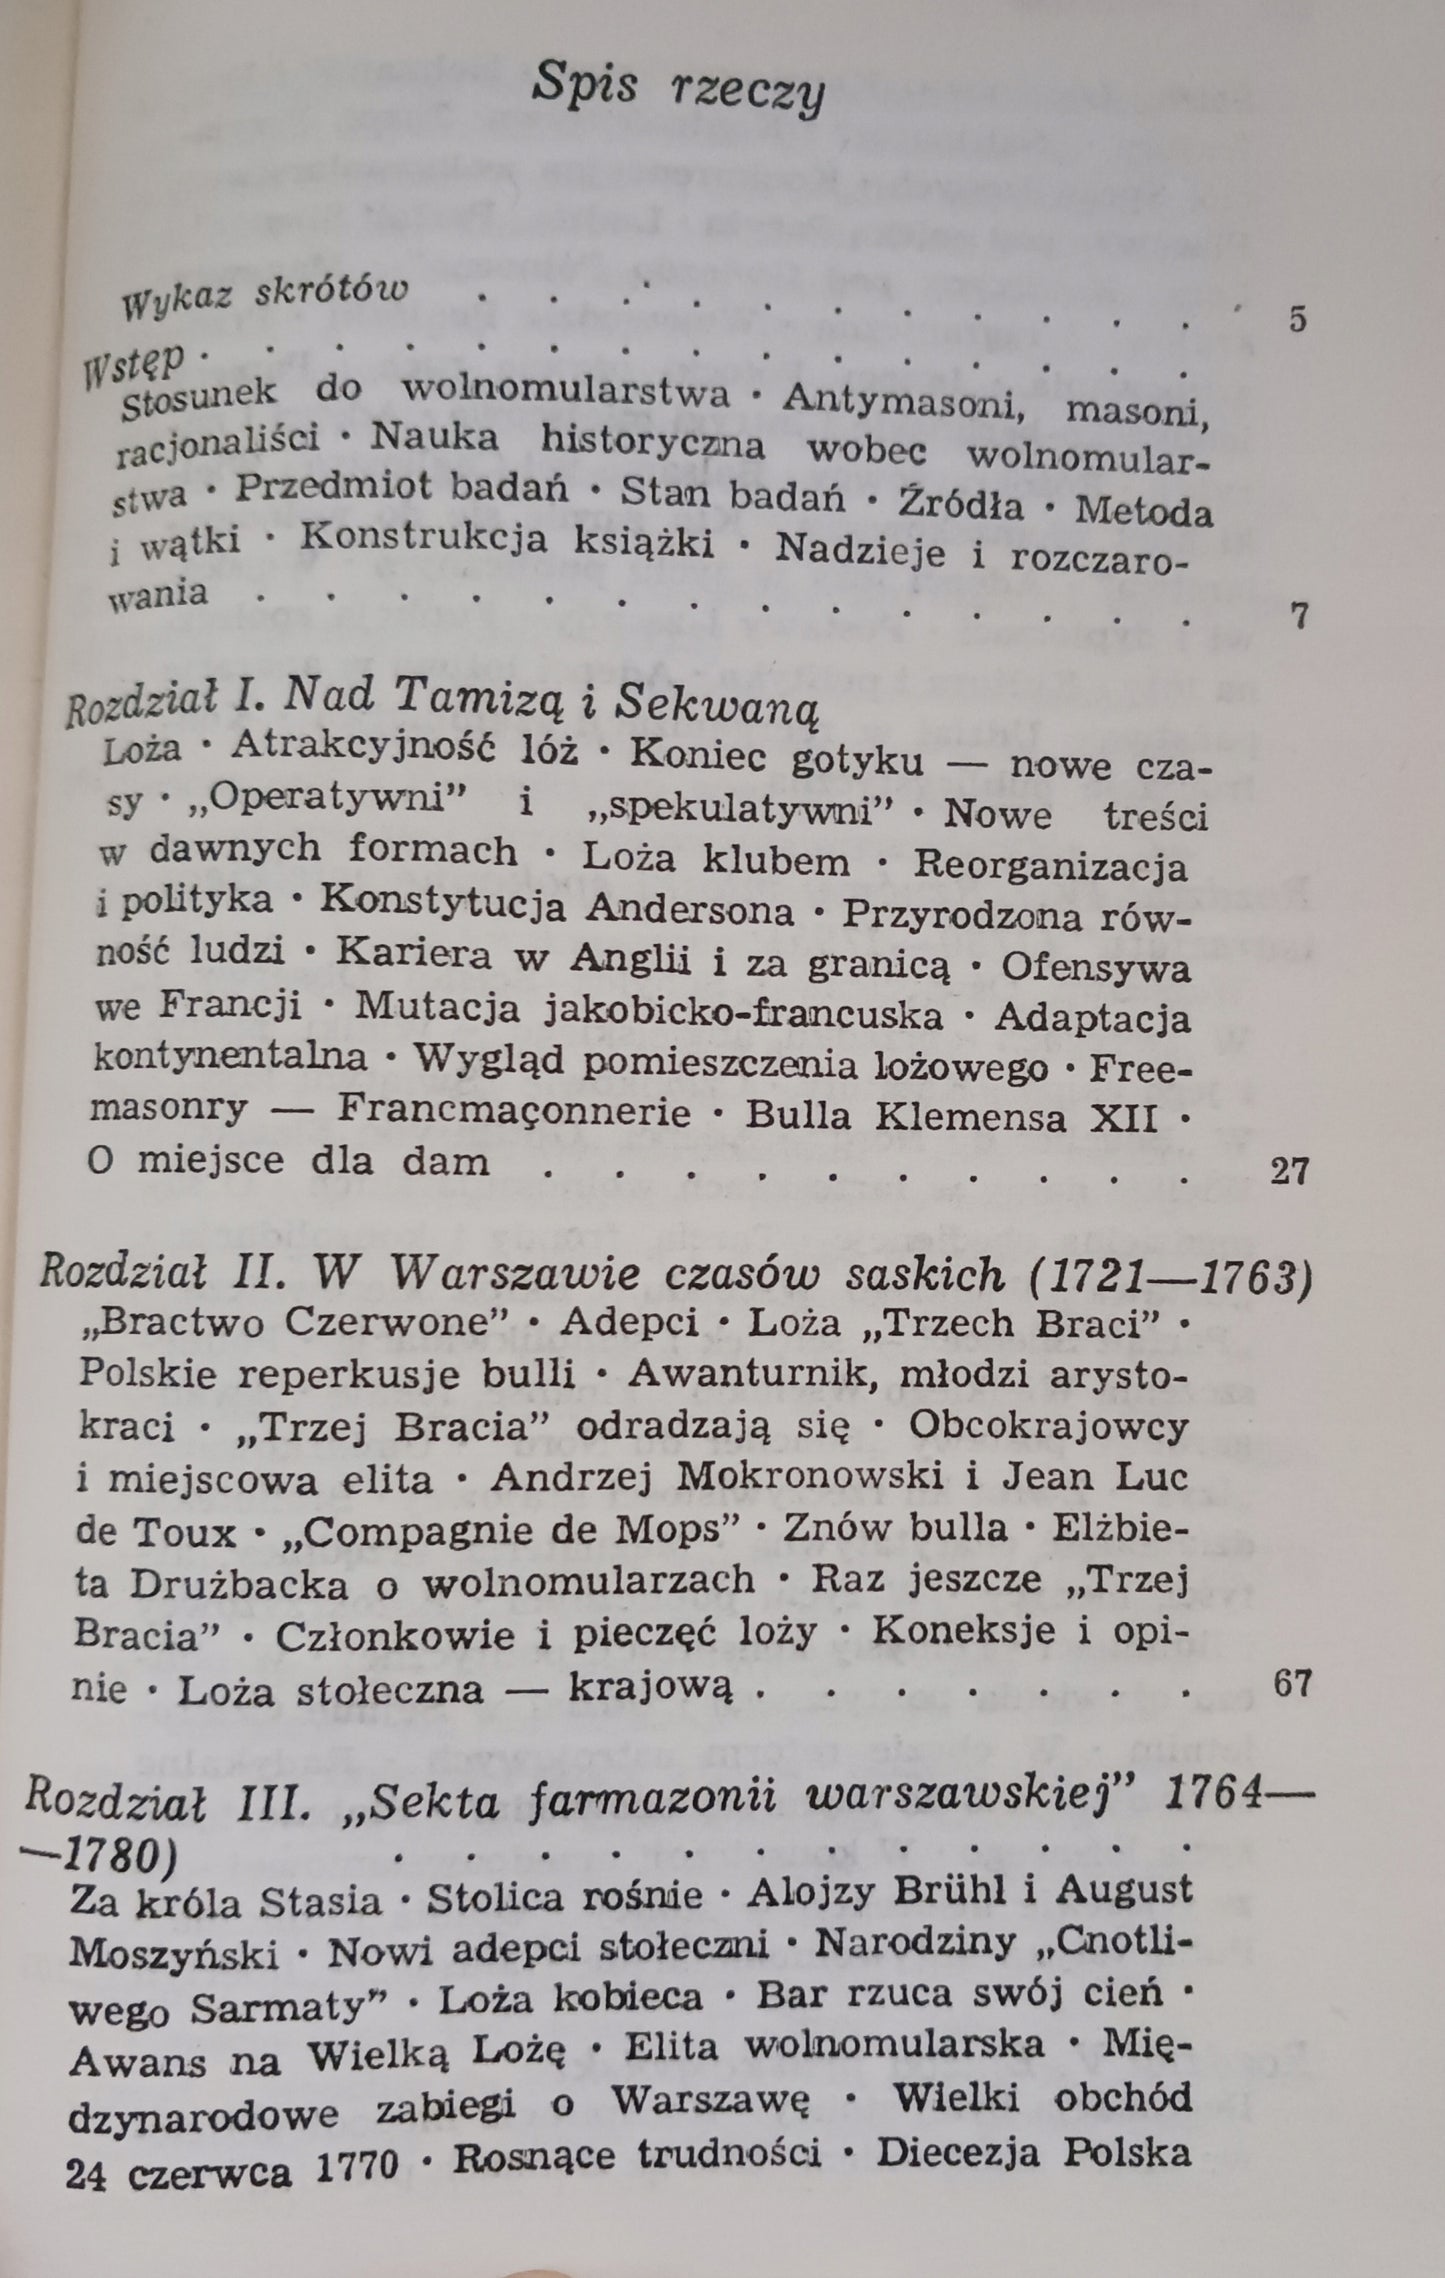 Spis rzeczy
Wykaz skrótów . . . . . . . . . . . 5
Wstęp . . . . . . . . . . . . . . .
Stosunek do wolnomularstwa · Antymasoni, masoni,
racjonaliści · Nauka historyczna wobec wolnomular-
stwa · Przedmiot badań · Stan badań · Źródła · Metoda
i wątki · Konstrukcja książki · Nadzieje i rozczaro-
wania . . . . . . . . . . . . . . 7
Rozdział I. Nad Tamizą i Sekwaną
Loża · Atrakcyjność lóż · Koniec gotyku — nowe cza-
sy · „Operatywni” i „spekulatywni” · Nowe treści
w dawnych formach · Loża klubem · Reorganizacja
i polityka · Konstytucja Andersona · Przyrodzona rów-
ność ludzi · Kariera w Anglii i za granicą · Ofensywa
we Francji · Mutacja jakobicko-francuska · Adaptacja
kontynentalna · Wygląd pomieszczenia lożowego · Free-
masonry — Francmaçonnerie · Bulla Klemensa XII ·
O miejsce dla dam . . . . . . . . . . 27
Rozdział II. W Warszawie czasów saskich (1721—1763)
„Bractwo Czerwone” · Adepci · Loża „Trzech Braci” ·
Polskie reperkusje bulli · Awanturnik, młodzi arysto-
kraci · „Trzej Bracia” odradzają się · Obcokrajowcy
i miejscowa elita · Andrzej Mokronowski i Jean Luc
de Toux · „Compagnie de Mops” · Znów bulla · Elżbie-
ta Drużbacka o wolnomularzach · Raz jeszcze „Trzej
Bracia” · Członkowie i pieczęć loży · Koneksje i opi-
nie · Loża stołeczna — krajową . . . . . . . 67
Rozdział III. „Sekta farmazonii warszawskiej” 1764—
—1780) . . . . . . . . . . . .
Za króla Stasia · Stolica rośnie · Alojzy Brühl i August
Moszyński · Nowi adepci stołeczni · Narodziny „Cnotli-
wego Sarmaty” · Loża kobieca · Bar rzuca swój cień ·
Awans na Wielką Lożę · Elita wolnomularska · Mię-
dzynarodowe zabiegi o Warszawę · Wielki obchód
24 czerwca 1770 · Rosnące trudności · Diecezja Polska